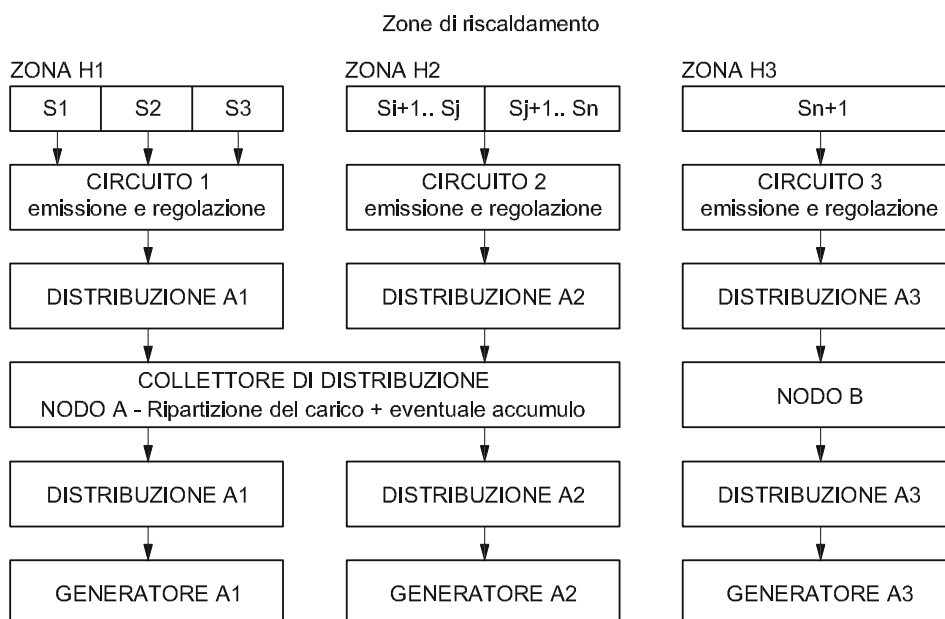 Zone di riscaldamento
ZONA H1 ZONA H2 ZONA H3
S1 S2 S3 Si+1.. Sj Sj+1.. Sn Sn+1
CIRCUITO 1 CIRCUITO 2 CIRCUITO 3
emissione e regolazione emissione e regolazione emissione e regolazione
DISTRIBUZIONE A1 DISTRIBUZIONE A2 DISTRIBUZIONE A3
COLLETTORE DI DISTRIBUZIONE
NODO A - Ripartizione del carico + eventuale accumulo NODO B
DISTRIBUZIONE A1 DISTRIBUZIONE A2 DISTRIBUZIONE A3
GENERATORE A1 GENERATORE A2 GENERATORE A3